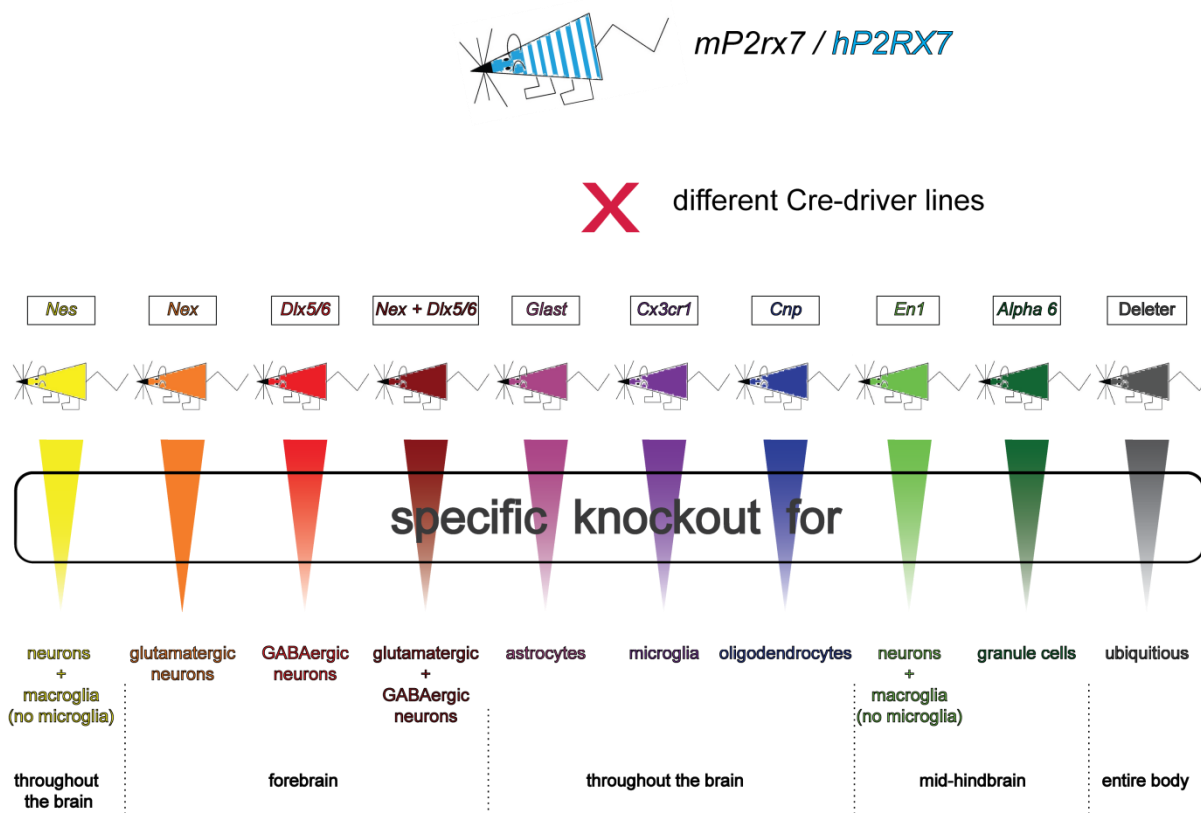 mP2rx7 / hP2RX7
X different Cre-driver lines
Nes Nex Dlx5/6 Nex + Dlx5/6 Glast Cx3cr1 Cnp En1 Alpha 6 Deleter
specific knockout for
neurons
+
macroglia
(no microglia)
glutamatergic
neurons
GABAergic
neurons
glutamatergic
+
GABAergic
neurons
astrocytes
microglia
oligodendrocytes
neurons
+
macroglia
(no microglia)
granule cells
ubiquitious
throughout
the brain
forebrain
throughout the brain
mid-hindbrain
entire body